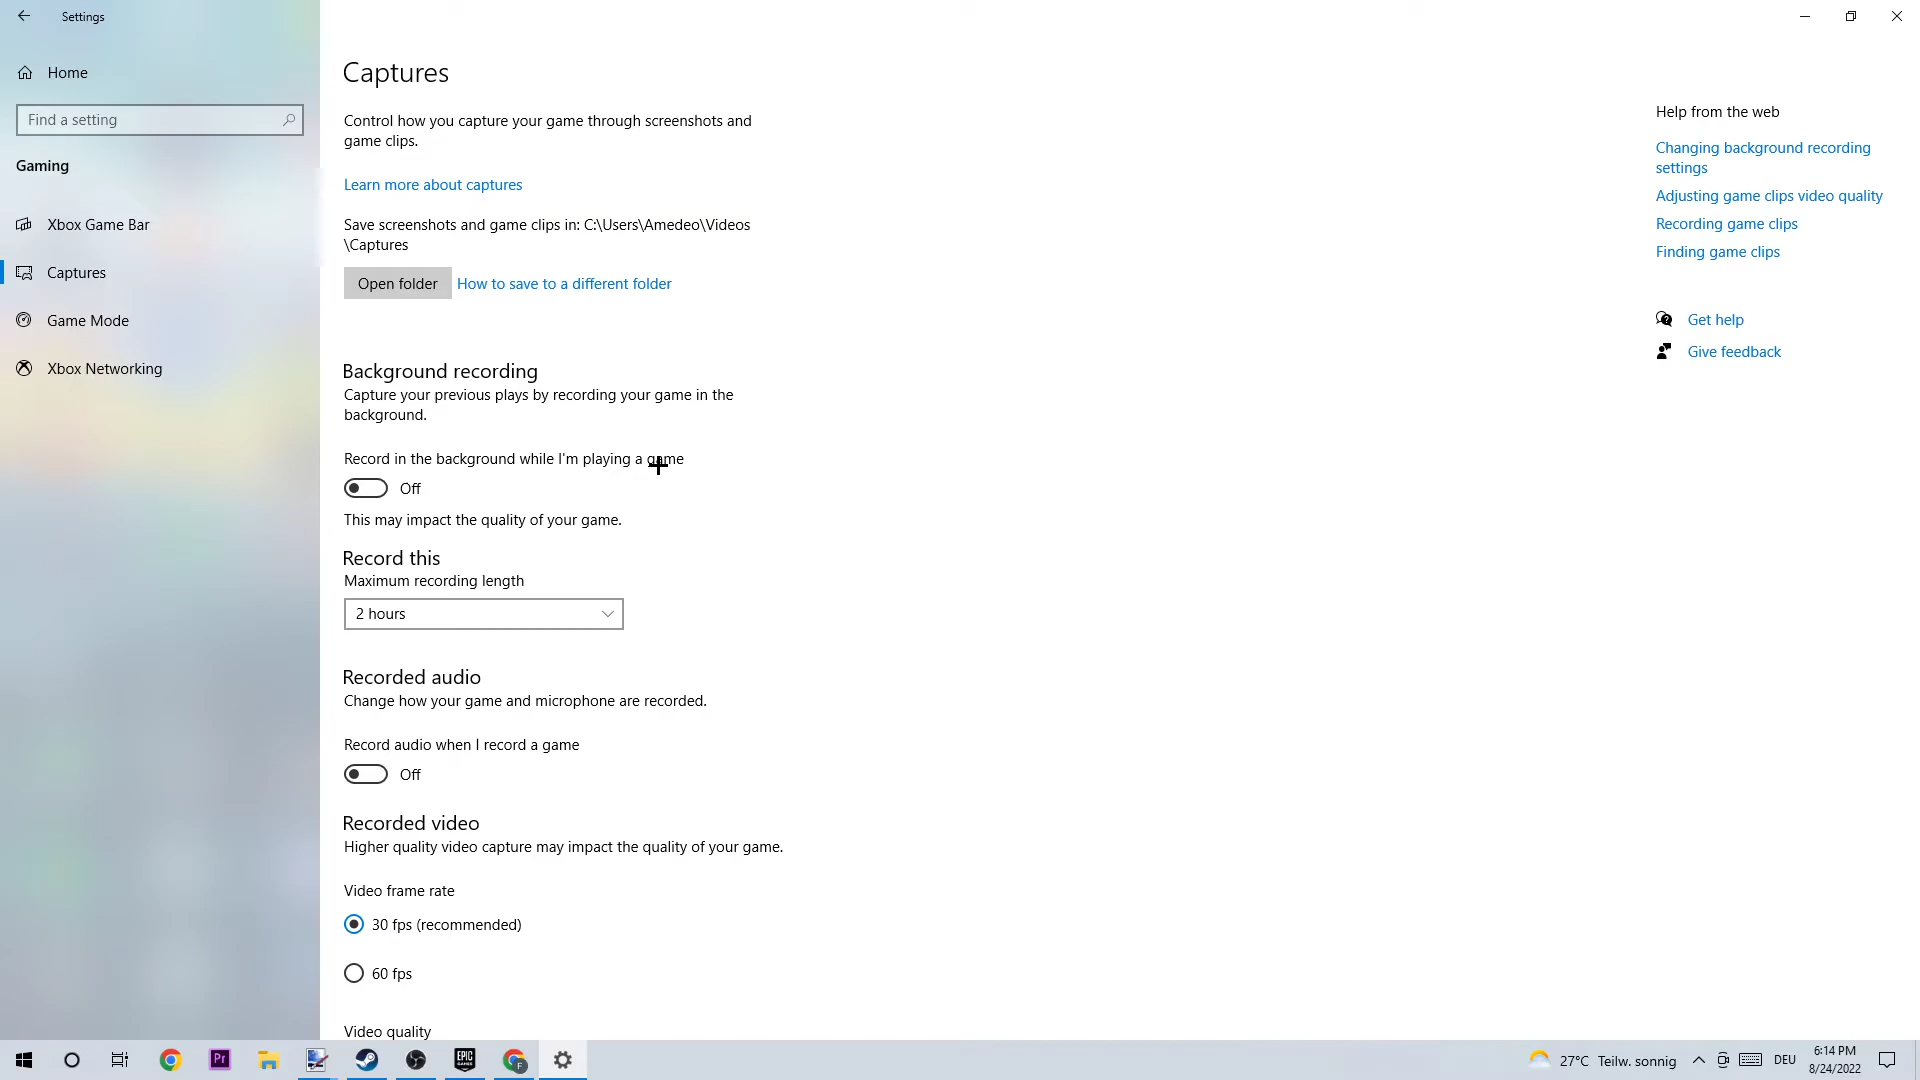 Settings
Home
Find a setting
Gaming
Xbox Game Bar
Captures
Game Mode
Xbox Networking
Captures
Control how you capture your game through screenshots and
game clips.
Learn more about captures
Save screenshots and game clips in: C:\Users\Amedeo\Videos
\Captures
Open folder
How to save to a different folder
Background recording
Capture your previous plays by recording your game in the
background.
Record in the background while I'm playing a game
Off
This may impact the quality of your game.
Record this
Maximum recording length
2 hours
Recorded audio
Change how your game and microphone are recorded.
Record audio when I record a game
Off
Recorded video
Higher quality video capture may impact the quality of your game.
Video frame rate
30 fps (recommended)
60 fps
Video quality
Help from the web
Changing background recording
settings
Adjusting game clips video quality
Recording game clips
Finding game clips
Get help
Give feedback
Pr
EPIC
GAMES
F
27°C Teilw. sonnig
DEU
6:14 PM
8/24/2022